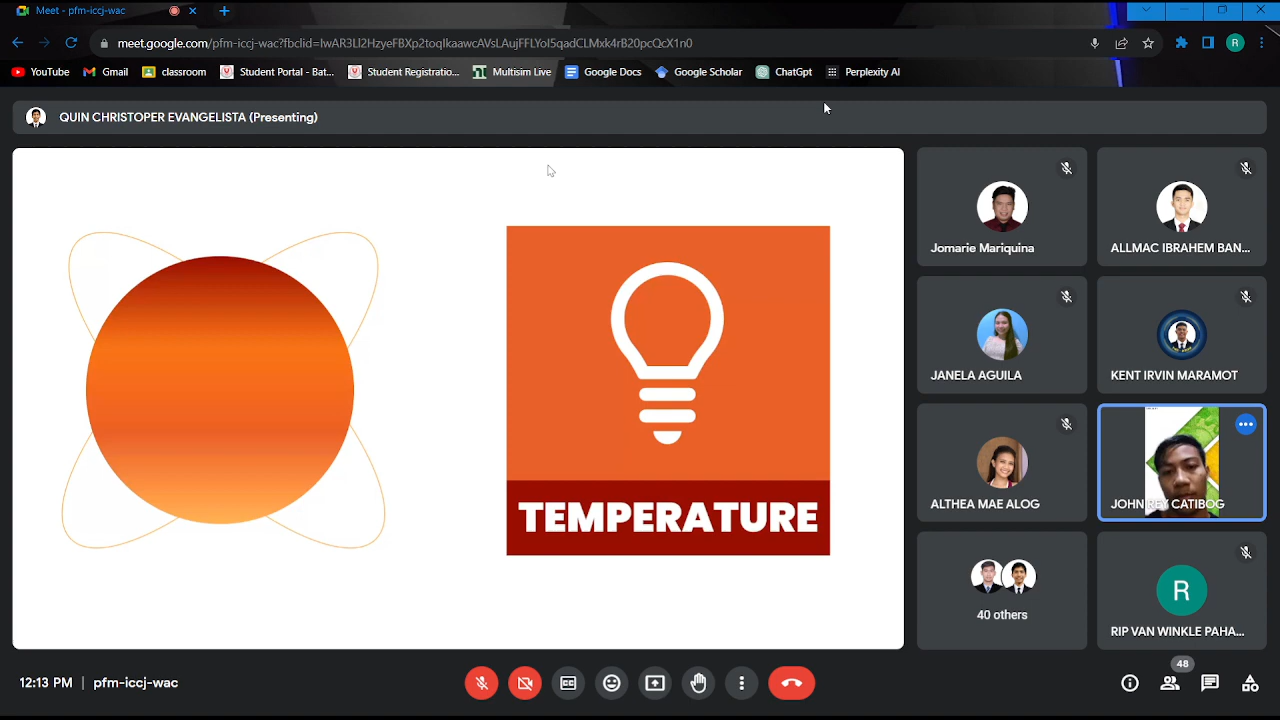 Meet - pfm-iccj-wac
meet.google.com/pfm-iccj-wac?fbclid=IwAR3Ll2HzyeFBXp2toqIkaawcAVsLAujFFLYoI5qadCLMxk4rB20pcQcX1n0
R
YouTube Gmail classroom Student Portal - Bat... Student Registratio... Multisim Live Google Docs Google Scholar ChatGpt Perplexity AI
QUIN CHRISTOPER EVANGELISTA (Presenting)
TEMPERATURE
Jomarie Mariquina
ALLMAC IBRAHEM BAN...
JANELA AGUILA
KENT IRVIN MARAMOT
ALTHEA MAE ALOG
JOHN REY CATIBOG
40 others
R
RIP VAN WINKLE PAHA...
12:13 PM | pfm-iccj-wac
48